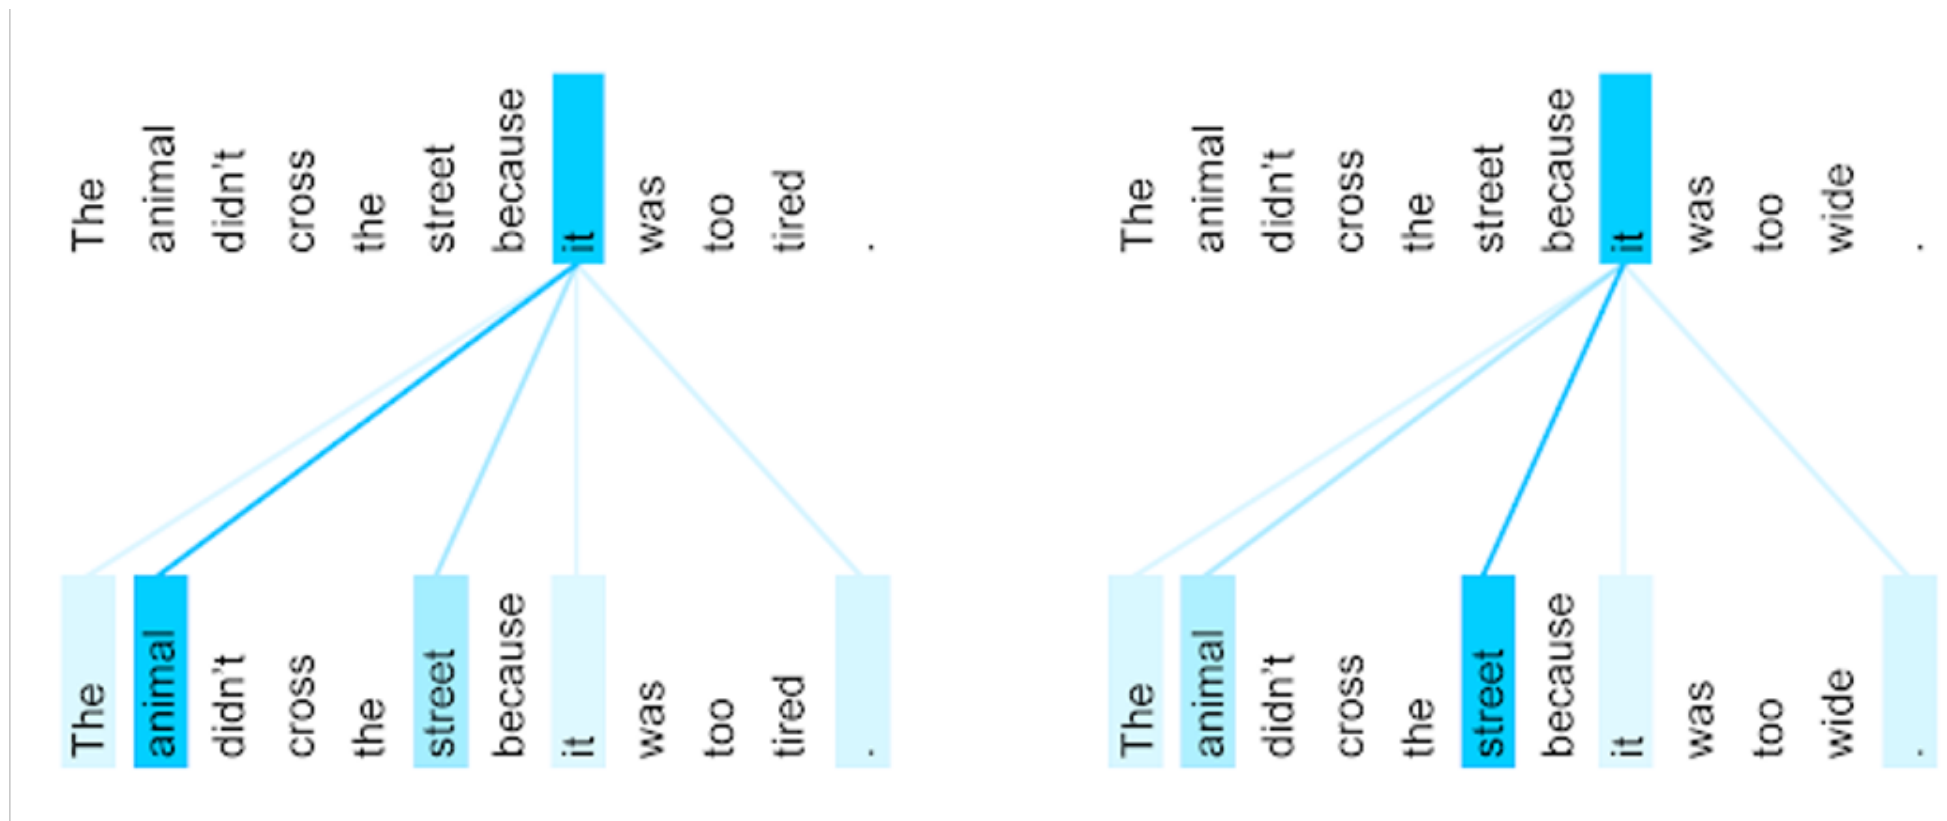 The animal didn't cross the street because it was too tired .
The animal didn't cross the street because it was too tired .
The animal didn't cross the street because it was too wide .
The animal didn't cross the street because it was too wide .